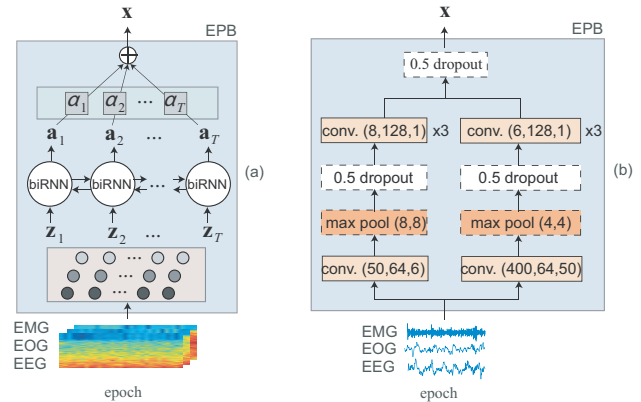 x
EPB
α1 α2 ... αT
a1 a2 ... aT
(a)
biRNN biRNN ... biRNN
z1 z2 ... zT
...
...
...
EMG
EOG
EEG
epoch
x
EPB
0.5 dropout
conv. (8,128,1) x3 conv. (6,128,1) x3
0.5 dropout 0.5 dropout
(b)
max pool (8,8) max pool (4,4)
conv. (50,64,6) conv. (400,64,50)
EMG
EOG
EEG
epoch